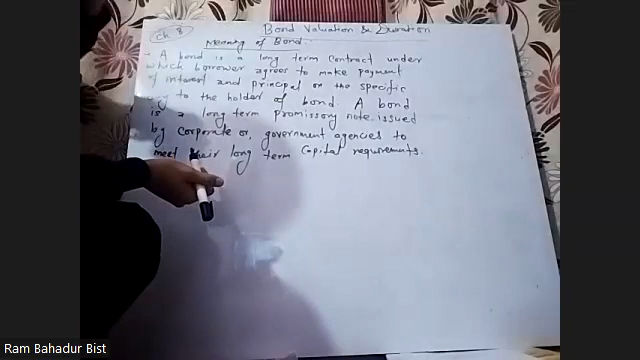 Ch 8
Bond Valuation & Duration
Meaning of Bond.
- A bond is a long term contract under
which borrower agrees to make payment
of interest and principal on the specific
to the holder of bond. A bond
is a long term promissory note issued
by corporate or, government agencies to
meet their long term Capital requirements.
Ram Bahadur Bist